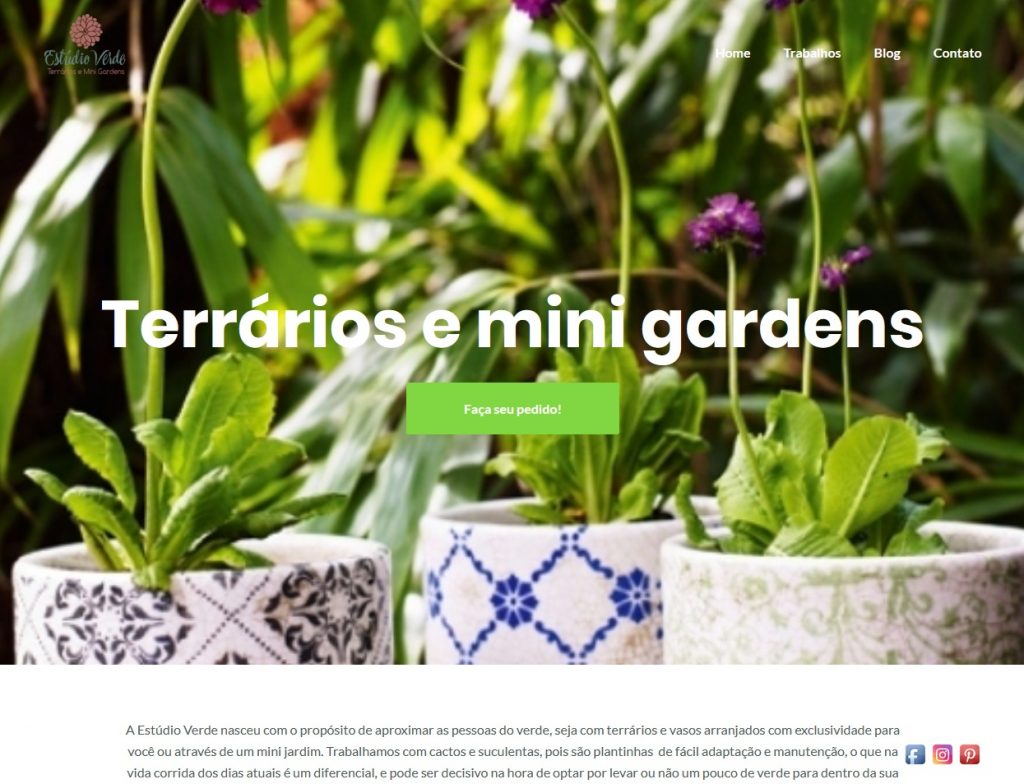 Estúdio Verde
Terrários e Mini Gardens
Home
Trabalhos
Blog
Contato
Terrários e mini gardens
Faça seu pedido!
A Estúdio Verde nasceu com o propósito de aproximar as pessoas do verde, seja com terrários e vasos arranjados com exclusividade para
você ou através de um mini jardim. Trabalhamos com cactos e suculentas, pois são plantinhas de fácil adaptação e manutenção, o que na
vida corrida dos dias atuais é um diferencial, e pode ser decisivo na hora de optar por levar ou não um pouco de verde para dentro da sua